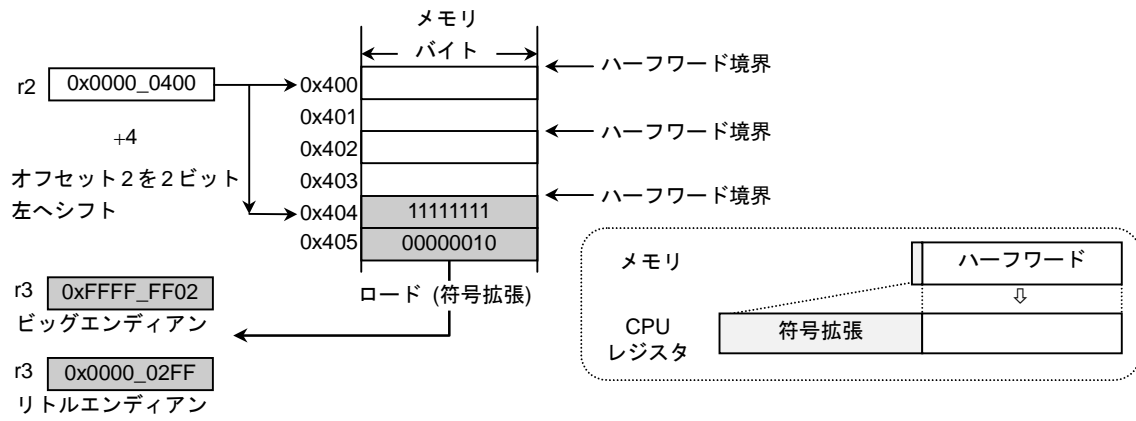 メモリ
バイト
ハーフワード境界
r2 0x0000_0400
0x400
0x401
ハーフワード境界
+4
0x402
オフセット2を2ビット
左へシフト
0x403
ハーフワード境界
0x404 11111111
0x405 00000010
ロード (符号拡張)
r3 0xFFFF_FF02
ビッグエンディアン
r3 0x0000_02FF
リトルエンディアン
メモリ ハーフワード
⇩
CPU
レジスタ
符号拡張